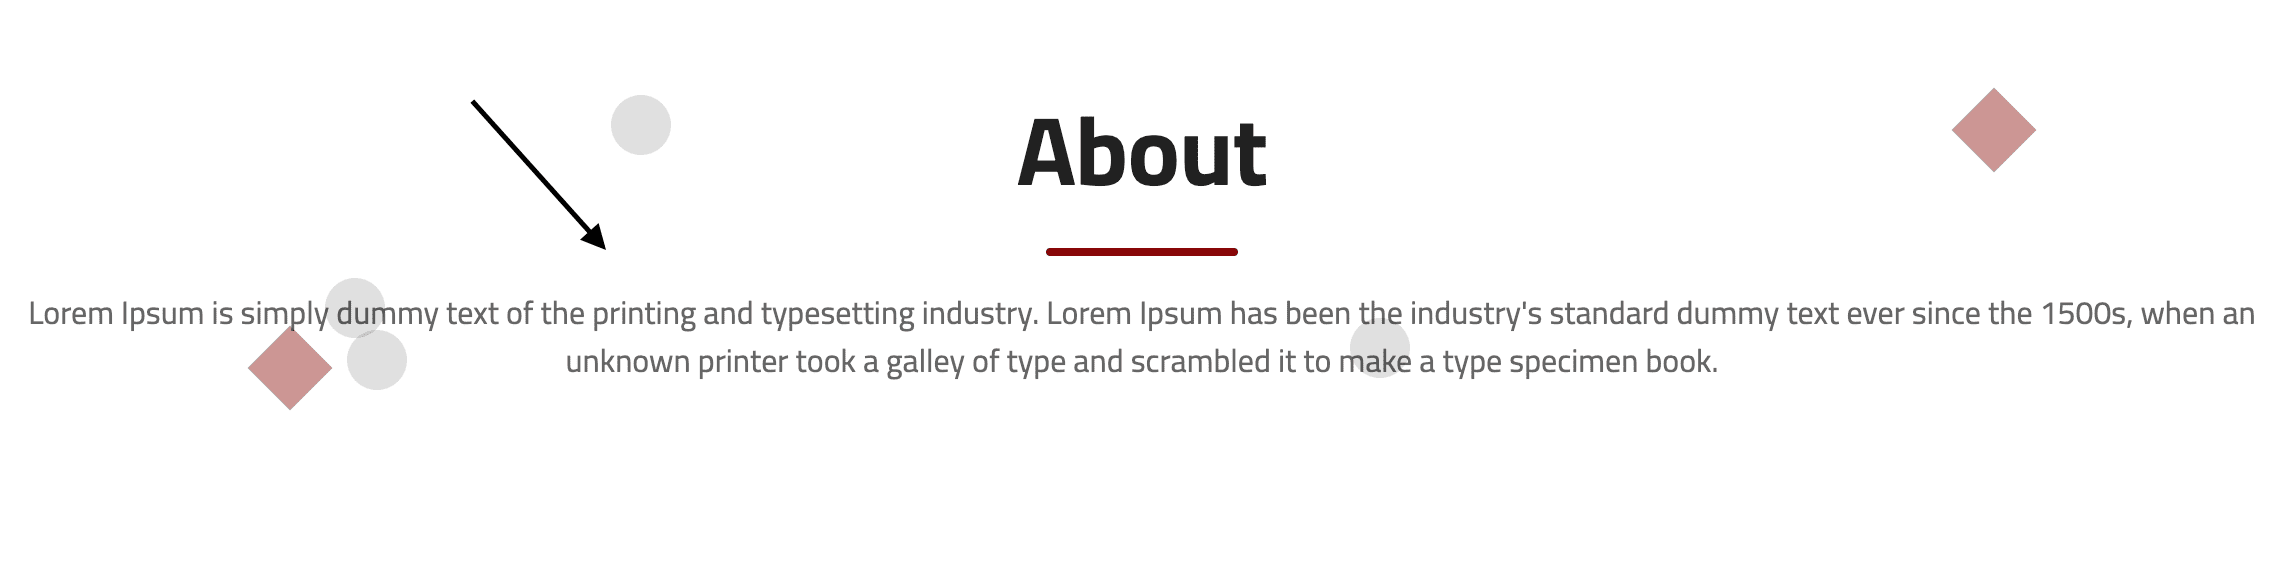 About
Lorem Ipsum is simply dummy text of the printing and typesetting industry. Lorem Ipsum has been the industry's standard dummy text ever since the 1500s, when an
unknown printer took a galley of type and scrambled it to make a type specimen book.